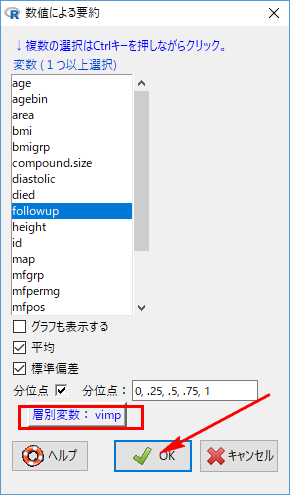 数値による要約
↓複数の選択はCtrlキーを押しながらクリック。
変数 (１つ以上選択)
age
agebin
area
bmi
bmigrp
compound.size
diastolic
died
followup
height
id
map
mfgrp
mfpermg
mfpos
グラフも表示する
平均
標準偏差
分位点 分位点： 0, .25, .5, .75, 1
層別変数： vimp
ヘルプ OK キャンセル